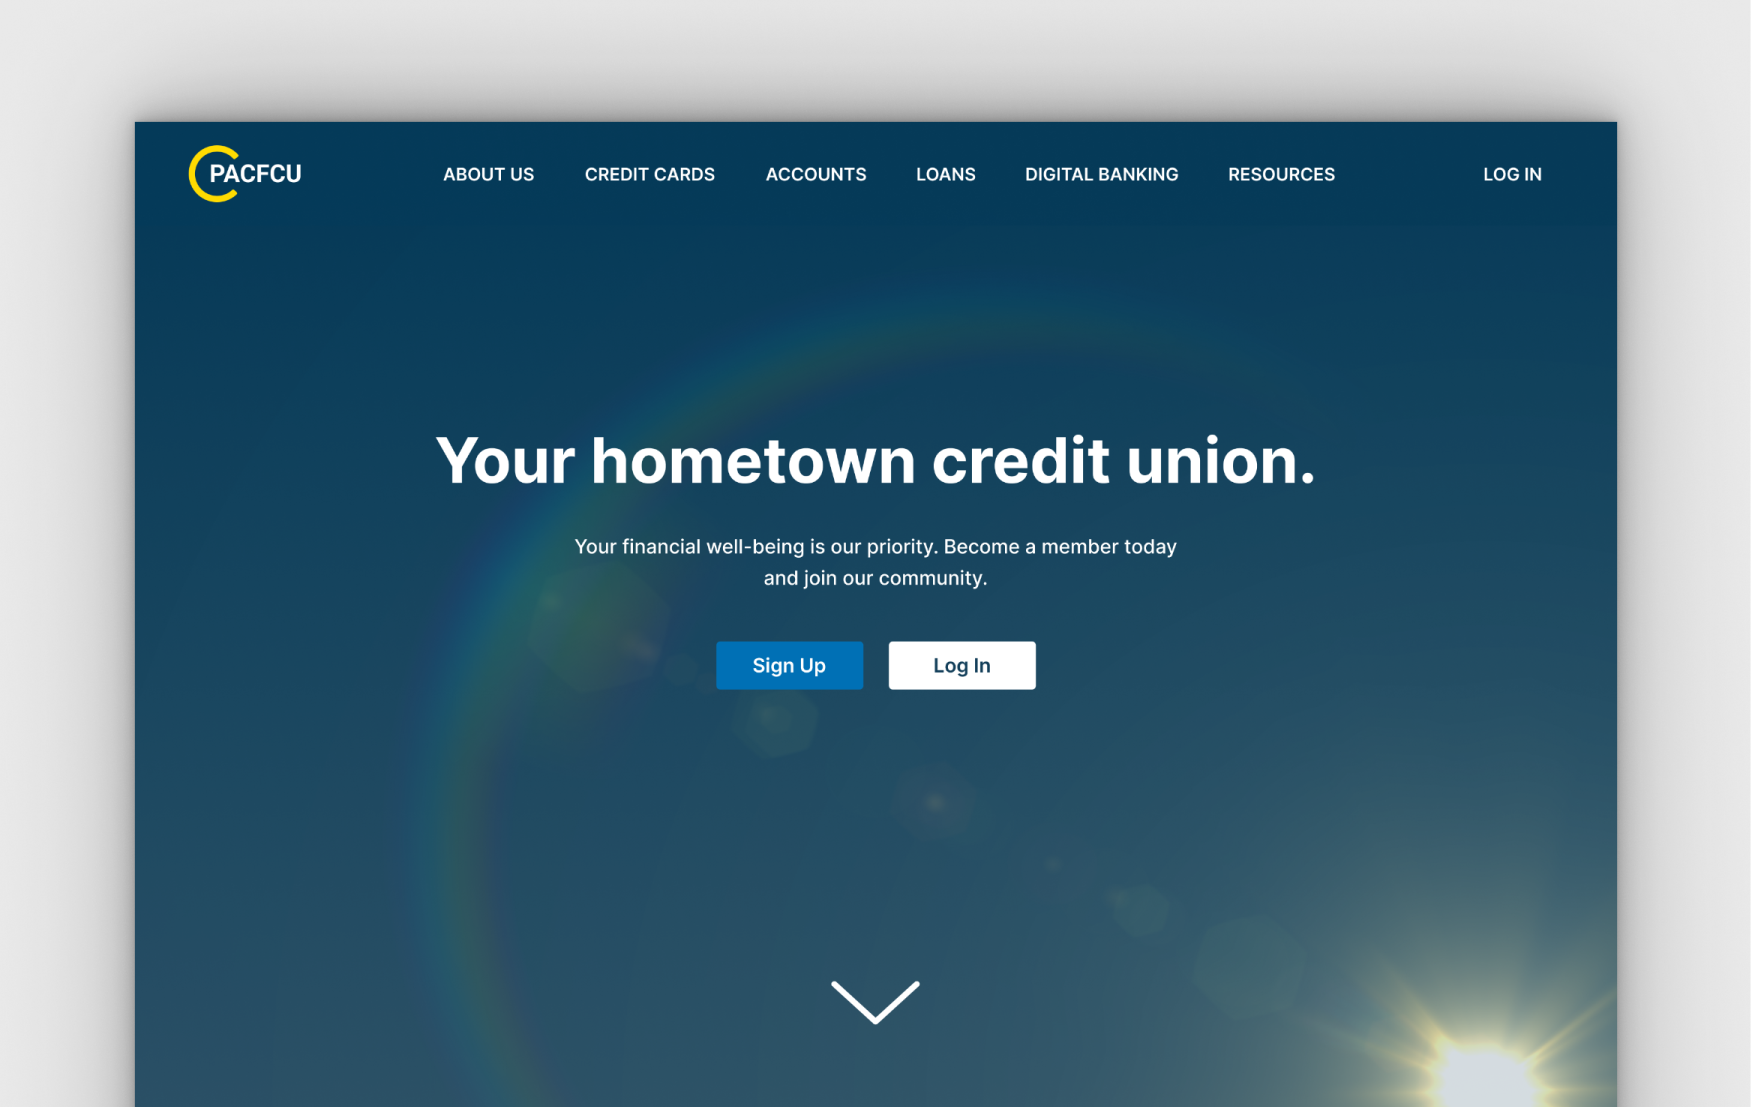 PACFCU
ABOUT US
CREDIT CARDS
ACCOUNTS
LOANS
DIGITAL BANKING
RESOURCES
LOG IN
Your hometown credit union.
Your financial well-being is our priority. Become a member today
and join our community.
Sign Up
Log In